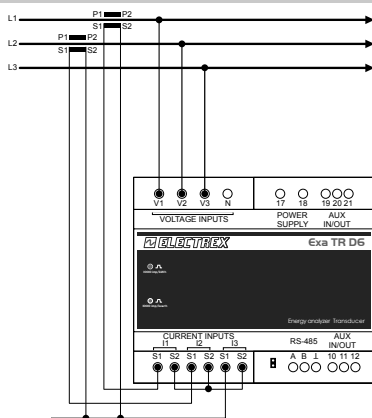 P1 P2
L1
S1 S2
P1 P2
L2
S1 S2
L3
V1 V2 V3 N 17 18 19 20 21
VOLTAGE INPUTS POWER SUPPLY AUX IN/OUT
ELECTREX Exa TR D6
Energy analyzer Transducer
CURRENT INPUTS
I1 I2 I3 RS-485 AUX IN/OUT
S1 S2 S1 S2 S1 S2 A B ⊥ 10 11 12